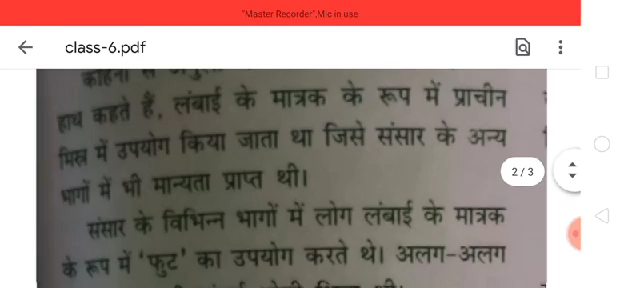 "Master Recorder",Mic in use
class-6.pdf
हाथ कहते हैं, लंबाई के मात्रक के रूप में प्राचीन
मिस्र में उपयोग किया जाता था जिसे संसार के अन्य
भागों में भी मान्यता प्राप्त थी।
2 / 3
संसार के विभिन्न भागों में लोग लंबाई के मात्रक
के रूप में 'फुट' का उपयोग करते थे। अलग-अलग